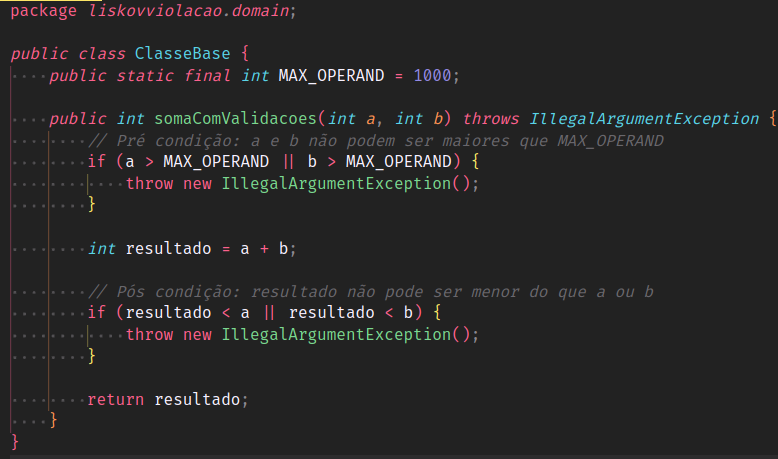 package liskovviolacao.domain;
public class ClasseBase {
public static final int MAX_OPERAND = 1000;
public int somaComValidacoes(int a, int b) throws IllegalArgumentException {
// Pré condição: a e b não podem ser maiores que MAX_OPERAND
if (a > MAX_OPERAND || b > MAX_OPERAND) {
throw new IllegalArgumentException();
}
int resultado = a + b;
// Pós condição: resultado não pode ser menor do que a ou b
if (resultado < a || resultado < b) {
throw new IllegalArgumentException();
}
return resultado;
}
}